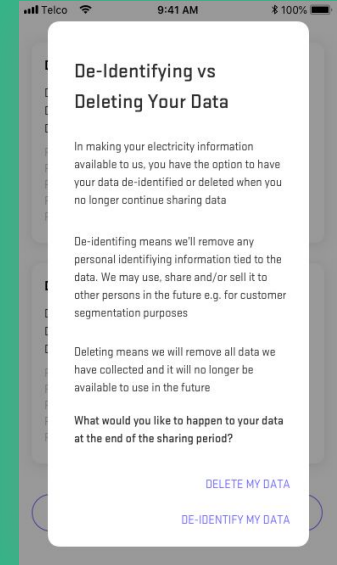 Telco 9:41 AM 100%
De-Identifying vs
Deleting Your Data
In making your electricity information
available to us, you have the option to have
your data de-identified or deleted when you
no longer continue sharing data
De-identifing means we'll remove any
personal identifiying information tied to the
data. We may use, share and/or sell it to
other persons in the future e.g. for customer
segmentation purposes
Deleting means we will remove all data we
have collected and it will no longer be
available to use in the future
What would you like to happen to your data
at the end of the sharing period?
DELETE MY DATA
DE-IDENTIFY MY DATA